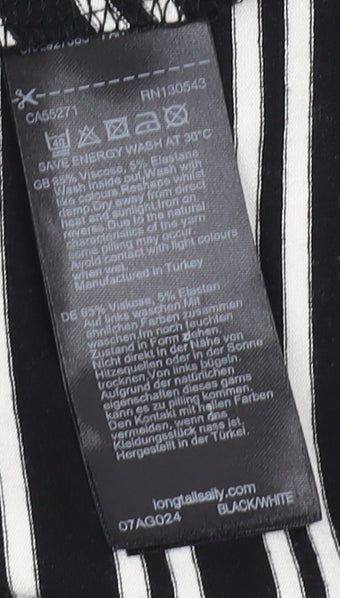 CA55271 RN130543
40
SAVE ENERGY WASH AT 30°C
GB 95% Viscose, 5% Elastane
Wash inside out Wash with
like colours Reshape whilst
damp Dry away from direct
heat and sunlight.Iron on
reverse. Due to the natural
characteristics of the yarn
some pilling may occur.
Avoid contact with light colours
when wet.
Manufactured in Turkey
DE 95% Viskose, 5% Elastan
Auf links waschen Mit
ähnlichen Farben zusammen
waschen Im noch feuchten
Zustand in Form ziehen.
Nicht direkt in der Nähe von
Hitzequellen oder in der Sonne
trocknen Von links bügeln.
Aufgrund der natürlichen
eigenschaften dieses garns
kann es zu pilling kommen.
Den Kontakt mit hellen Farben
vermeiden, wenn das
Kleidungsstück nass ist.
Hergestellt in der Türkei.
longtallsally.com
07AG024 BLACK/WHITE